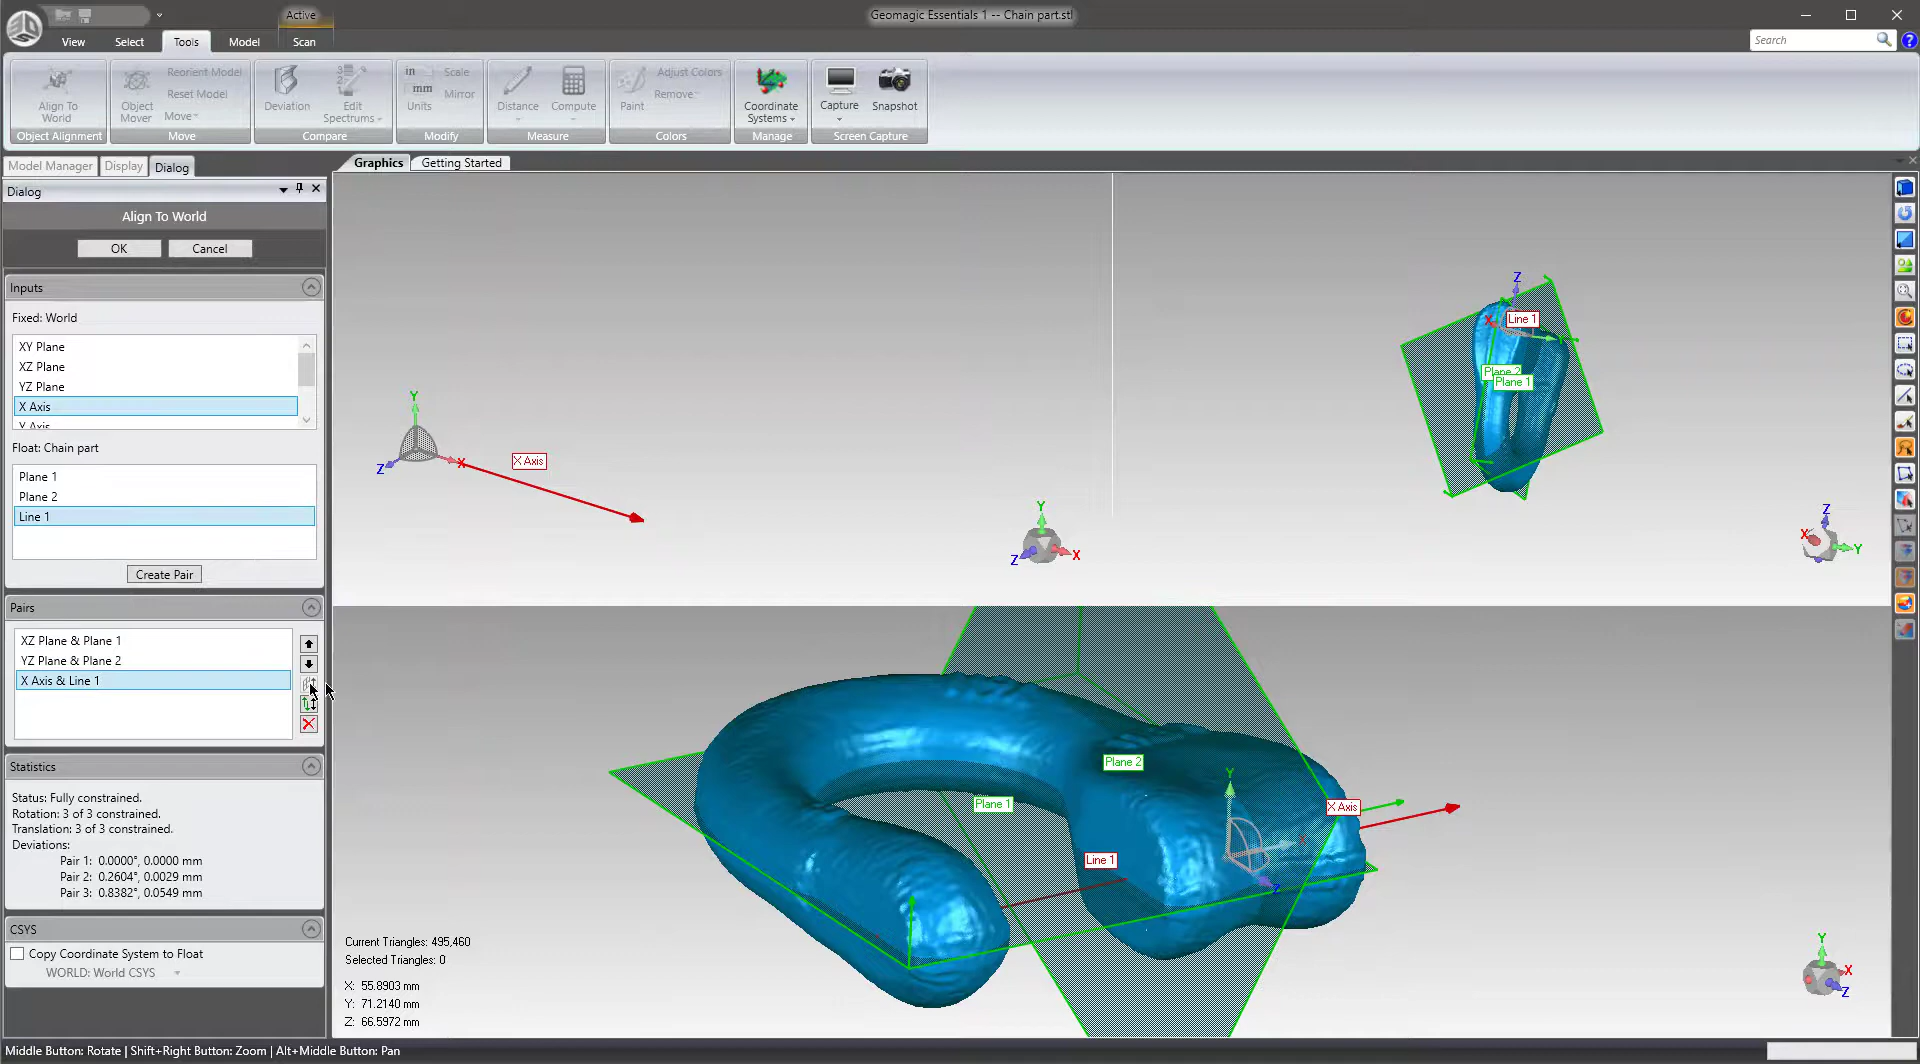 Active
Geomagic Essentials 1 -- Chain part.stl
View
Select
Tools
Model
Scan
Search
Align To
World
Object Alignment
Object
Mover
Reorient Model
Reset Model
Move
Move
Deviation
Edit
Spectrums
Compare
in
mm
Units
Scale
Mirror
Modify
Distance
Compute
Measure
Paint
Adjust Colors
Remove
Colors
Coordinate
Systems
Manage
Capture
Snapshot
Screen Capture
Model Manager
Display
Dialog
Graphics
Getting Started
Dialog
Align To World
OK
Cancel
Inputs
Fixed: World
XY Plane
XZ Plane
YZ Plane
X Axis
Y Axis
Float: Chain part
Plane 1
Plane 2
Line 1
Create Pair
Pairs
XZ Plane & Plane 1
YZ Plane & Plane 2
X Axis & Line 1
Statistics
Status: Fully constrained.
Rotation: 3 of 3 constrained.
Translation: 3 of 3 constrained.
Deviations:
Pair 1: 0.0000°, 0.0000 mm
Pair 2: 0.2604°, 0.0029 mm
Pair 3: 0.8382°, 0.0549 mm
CSYS
Copy Coordinate System to Float
WORLD: World CSYS
Y
Z
X
X Axis
Y
Z
X
Z
X
Line 1
Y
Plane 2
Plane 1
Z
X
Y
Plane 2
Y
Plane 1
X Axis
X
Line 1
Z
Current Triangles: 495,460
Selected Triangles: 0
X: 55.8903 mm
Y: 71.2140 mm
Z: 66.5972 mm
Y
X
Z
Middle Button: Rotate | Shift+Right Button: Zoom | Alt+Middle Button: Pan